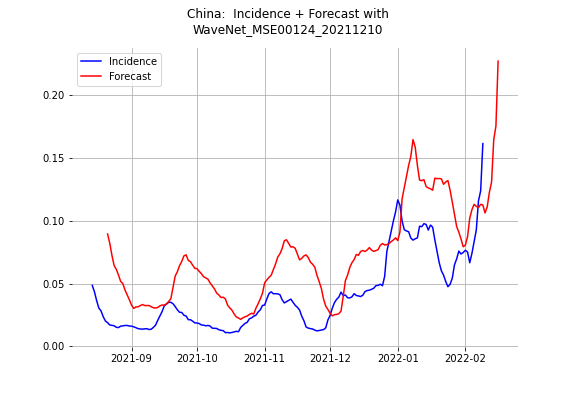 China:  Incidence + Forecast with
WaveNet_MSE00124_20211210
Incidence
Forecast
0.20
0.15
0.10
0.05
0.00
2021-09 2021-10 2021-11 2021-12 2022-01 2022-02